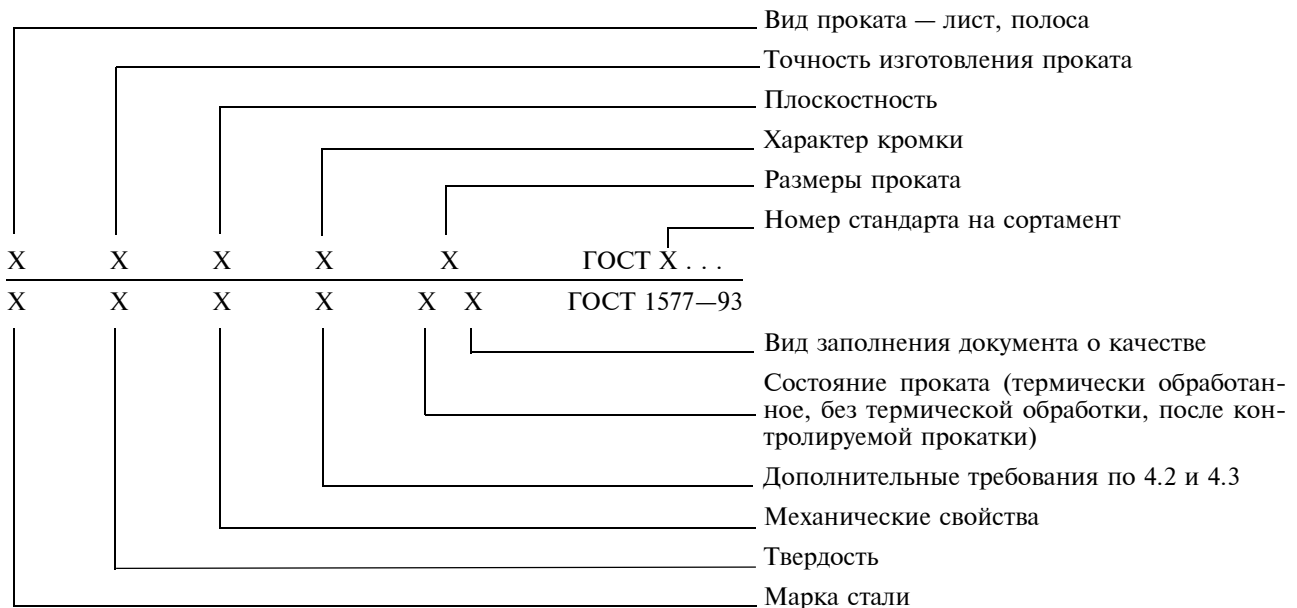 Вид проката — лист, полоса
Точность изготовления проката
Плоскостность
Характер кромки
Размеры проката
Номер стандарта на сортамент
Х Х Х Х Х ГОСТ Х . . .
Х Х Х Х Х Х ГОСТ 1577—93
Вид заполнения документа о качестве
Состояние проката (термически обработан-
ное, без термической обработки, после кон-
тролируемой прокатки)
Дополнительные требования по 4.2 и 4.3
Механические свойства
Твердость
Марка стали